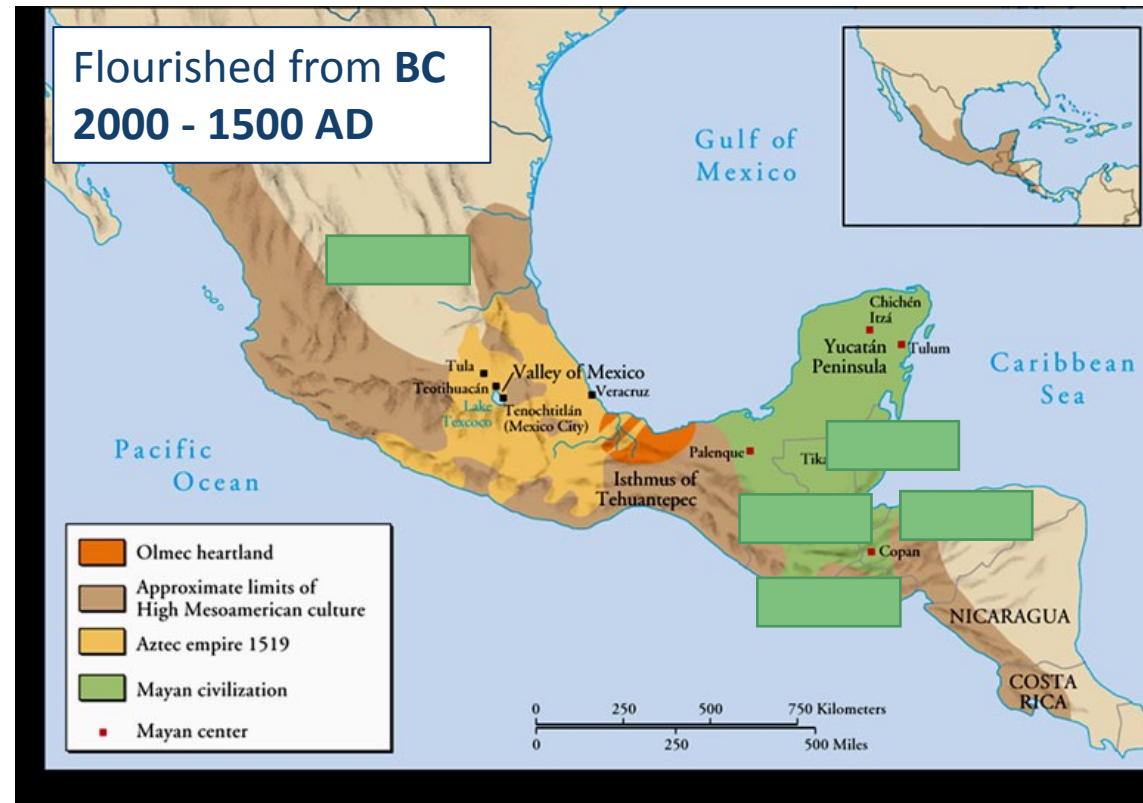 Flourished from BC
2000 - 1500 AD
Gulf of
Mexico
Chichén
Itzá
Yucatán
Peninsula
Tulum
Caribbean
Sea
Tula
Teotihuacán
Valley of Mexico
Lake
Texcoco
Tenochtitlán
(Mexico City)
Veracruz
Pacific
Ocean
Palenque
Isthmus of
Tehuantepec
Copan
NICARAGUA
COSTA
RICA
Olmec heartland
Approximate limits of
High Mesoamerican culture
Aztec empire 1519
Mayan civilization
Mayan center
0 250 500 750 Kilometers
0 250 500 Miles